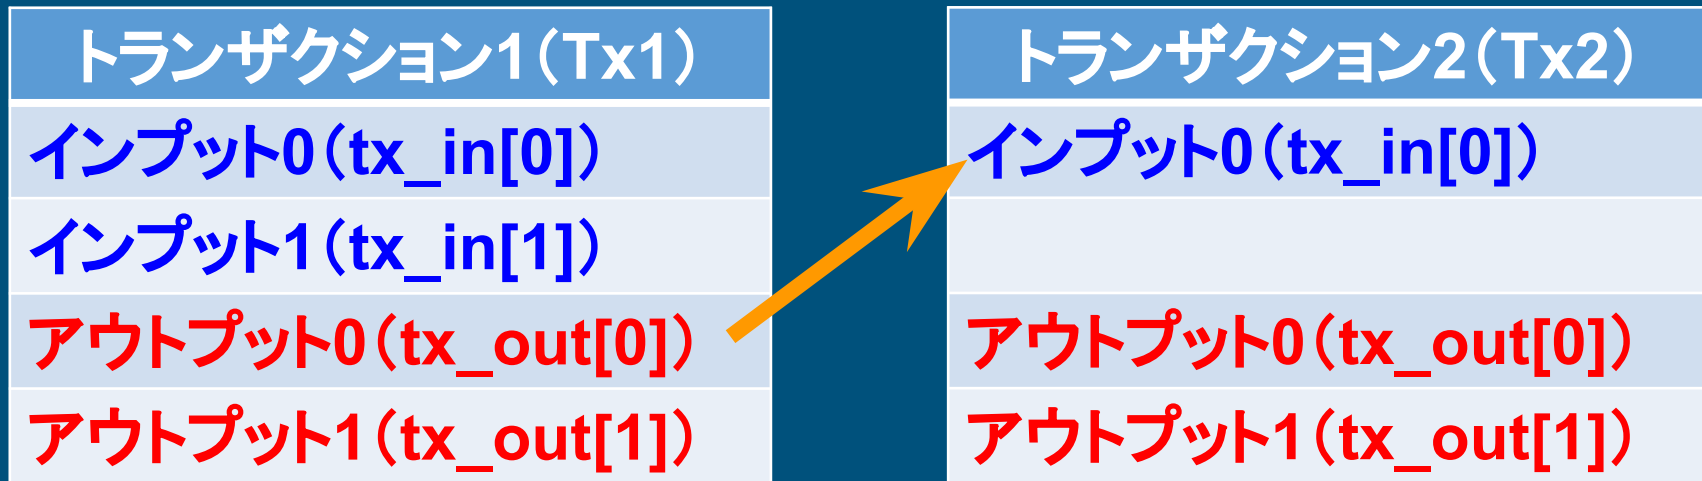 トランザクション1(Tx1)
インプット0(tx_in[0])
インプット1(tx_in[1])
アウトプット0(tx_out[0])
アウトプット1(tx_out[1])
トランザクション2(Tx2)
インプット0(tx_in[0])
アウトプット0(tx_out[0])
アウトプット1(tx_out[1])